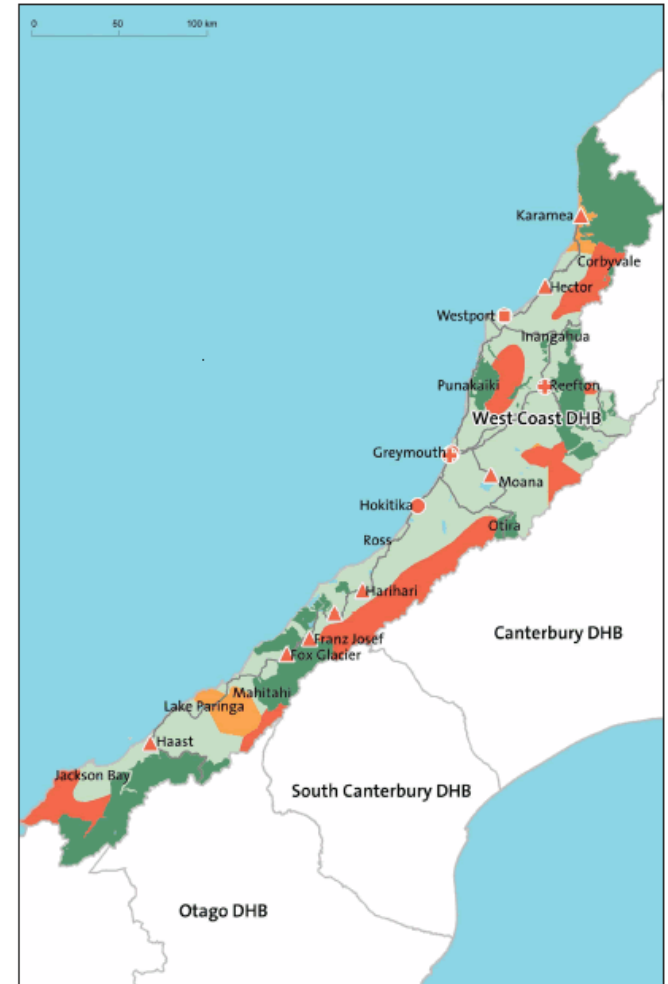 0 50 100 km
Karamea
Corbyvale
Hector
Westport
Inangahua
Punakaiki
Reefton
West Coast DHB
Greymouth
Moana
Hokitika
Otira
Ross
Harihari
Canterbury DHB
Franz Josef
Fox Glacier
Mahitahi
Lake Paringa
Haast
Jackson Bay
South Canterbury DHB
Otago DHB